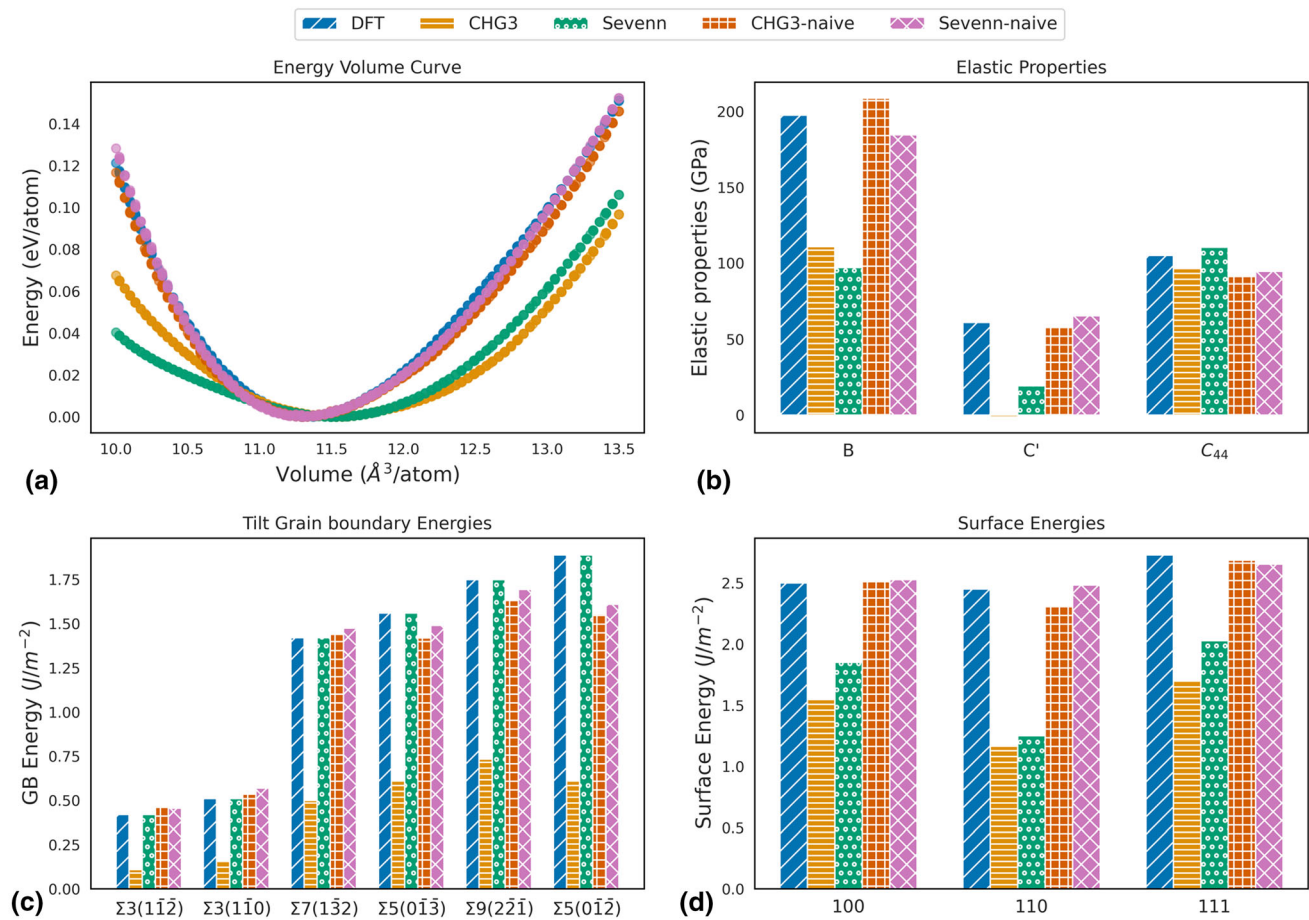 DFT CHG3 Sevenn CHG3-naive Sevenn-naive
Energy Volume Curve
Energy (eV/atom)
0.14
0.12
0.10
0.08
0.06
0.04
0.02
0.00
10.0 10.5 11.0 11.5 12.0 12.5 13.0 13.5
Volume (Å³/atom)
(a)
Elastic Properties
Elastic properties (GPa)
200
150
100
50
0
B C' C₄₄
(b)
Tilt Grain boundary Energies
GB Energy (J/m⁻²)
1.75
1.50
1.25
1.00
0.75
0.50
0.25
0.00
Σ3(11̄2̄) Σ3(11̄0) Σ7(13̄2) Σ5(01̄3̄) Σ9(22̄1̄) Σ5(01̄2̄)
(c)
Surface Energies
Surface Energy (J/m⁻²)
2.5
2.0
1.5
1.0
0.5
0.0
100 110 111
(d)